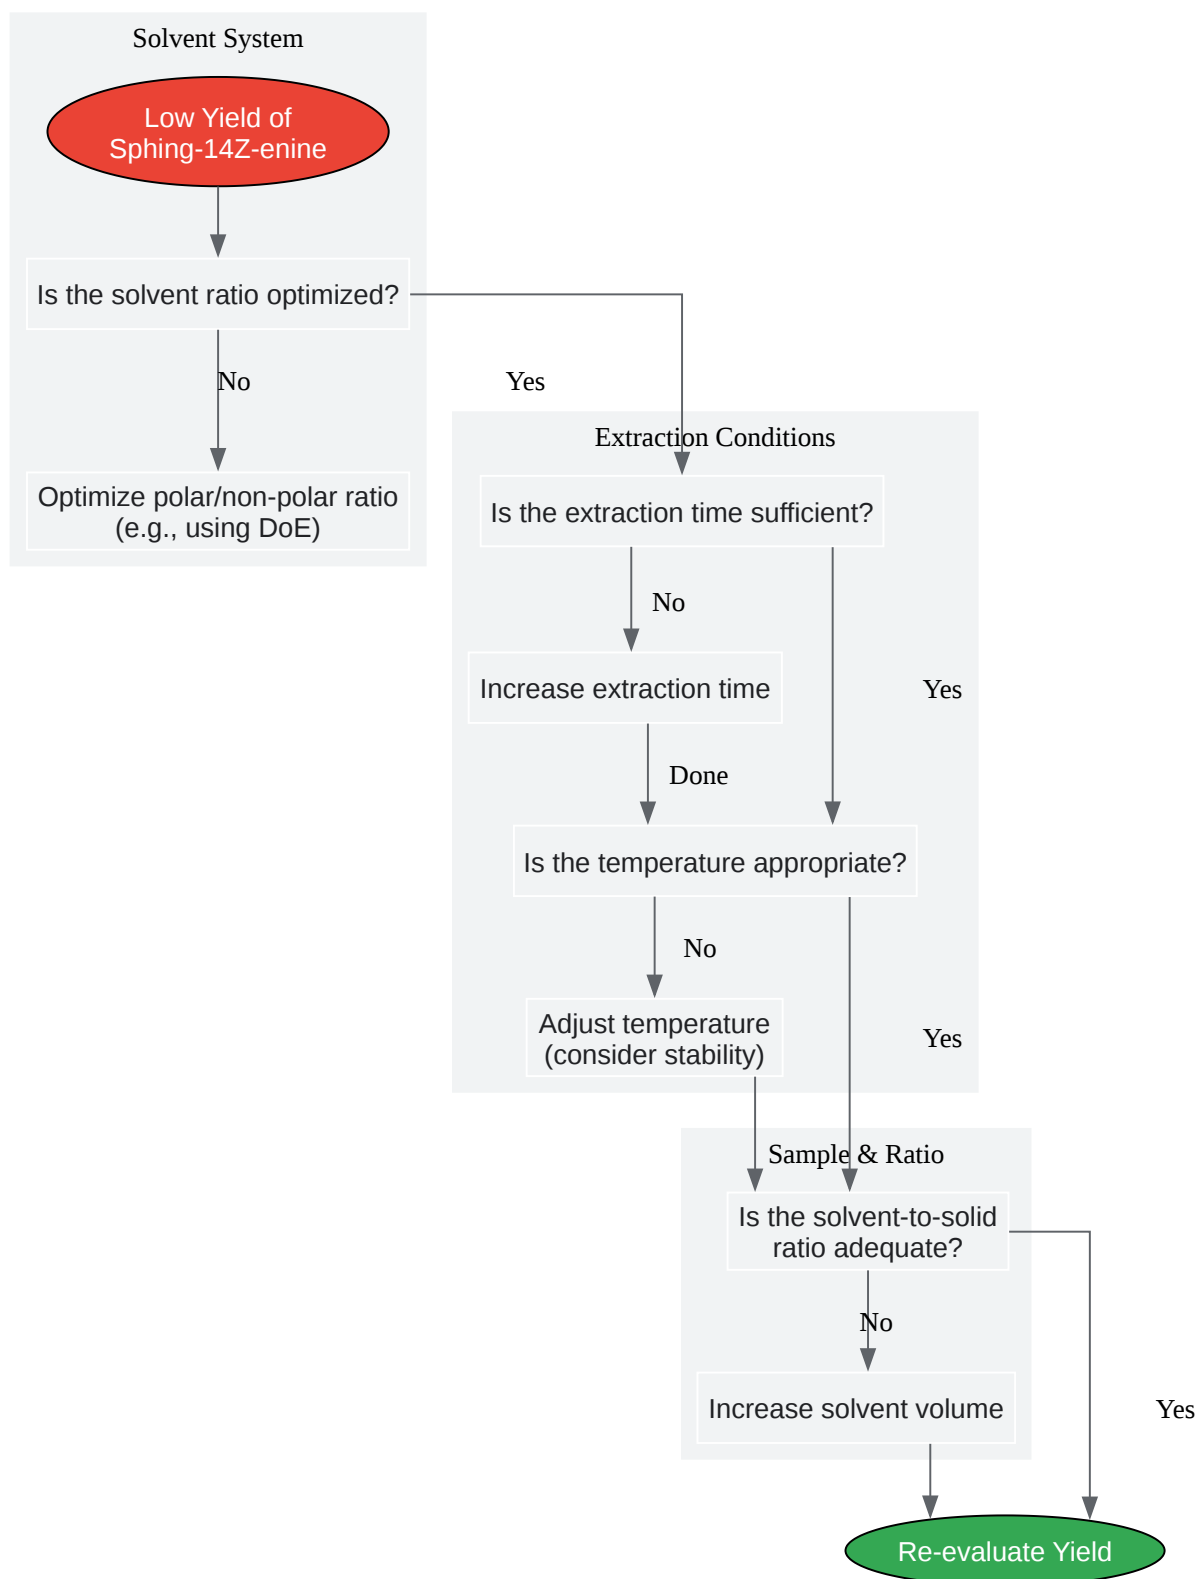 Solvent System
Low Yield of
Sphing-14Z-enine
Is the solvent ratio optimized?
No
Yes
Optimize polar/non-polar ratio
(e.g., using DoE)
Extraction Conditions
Is the extraction time sufficient?
No
Increase extraction time
Yes
Done
Is the temperature appropriate?
No
Adjust temperature
(consider stability)
Yes
Sample & Ratio
Is the solvent-to-solid
ratio adequate?
No
Increase solvent volume
Yes
Re-evaluate Yield